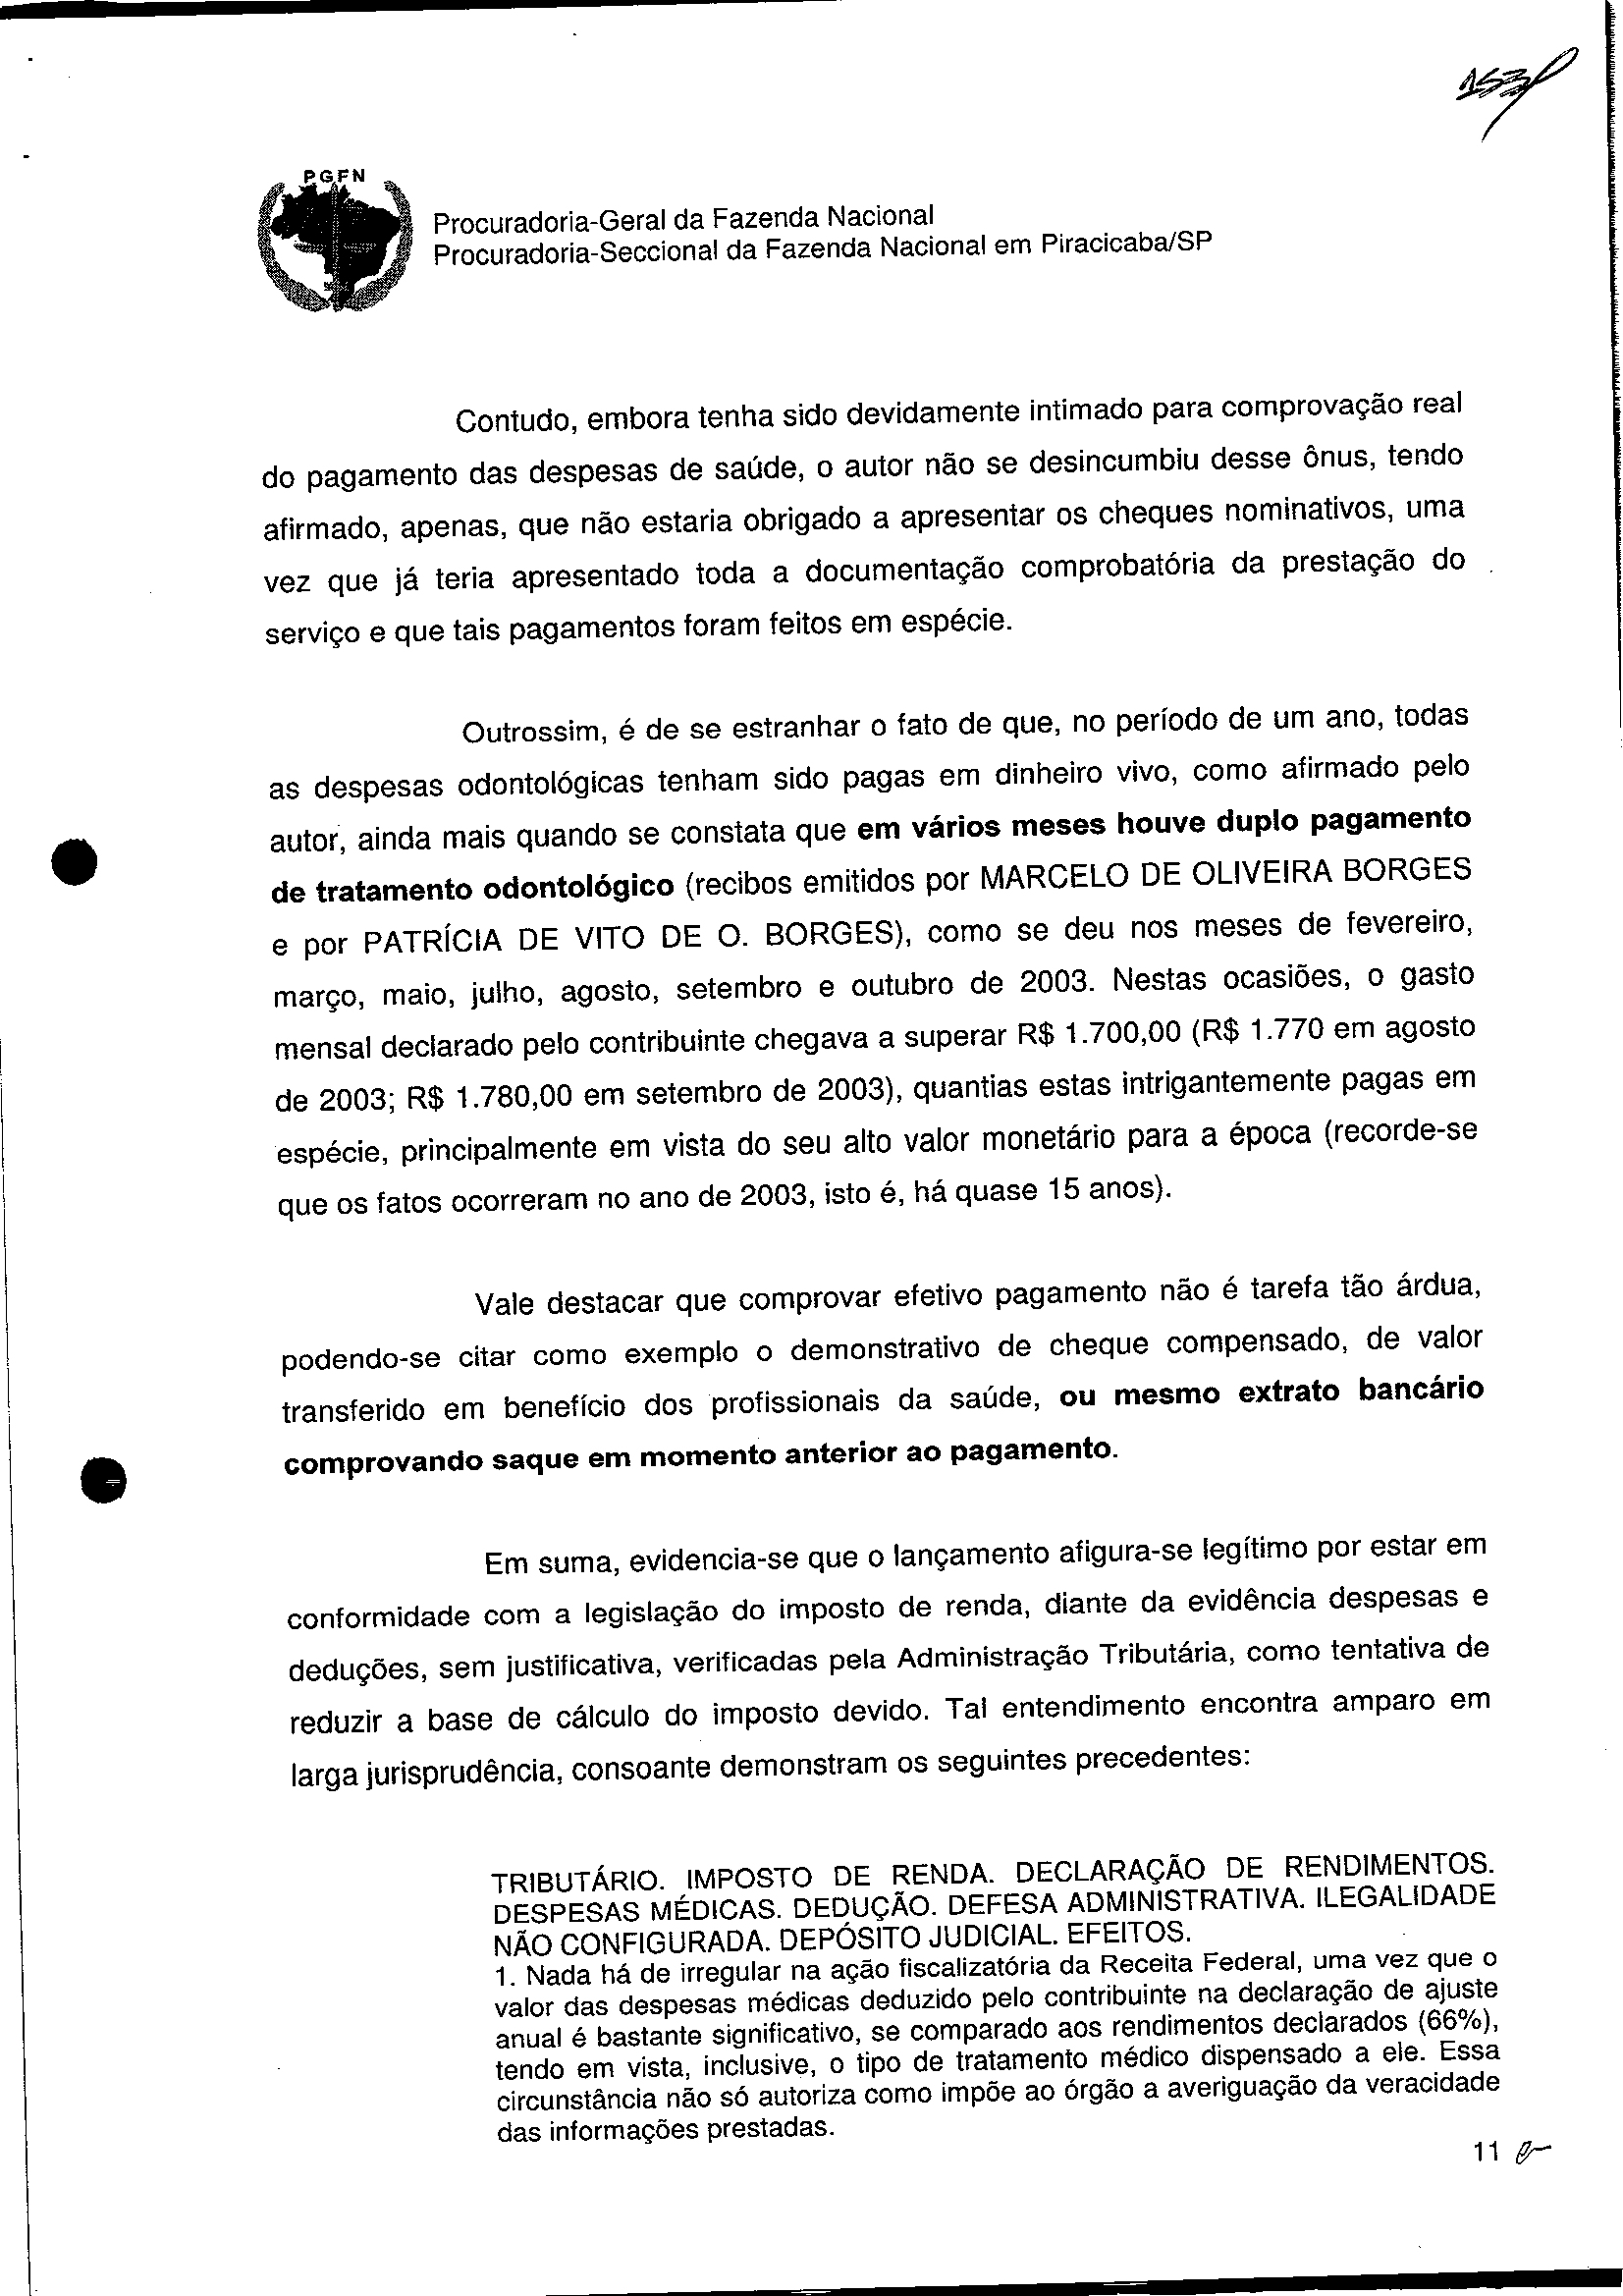 153
PGFN
Procuradoria-Geral da Fazenda Nacional
Procuradoria-Seccional da Fazenda Nacional em Piracicaba/SP
Contudo, embora tenha sido devidamente intimado para comprovação real
do pagamento das despesas de saúde, o autor não se desincumbiu desse ônus, tendo
afirmado, apenas, que não estaria obrigado a apresentar os cheques nominativos, uma
vez que já teria apresentado toda a documentação comprobatória da prestação do
serviço e que tais pagamentos foram feitos em espécie.
Outrossim, é de se estranhar o fato de que, no período de um ano, todas
as despesas odontológicas tenham sido pagas em dinheiro vivo, como afirmado pelo
autor, ainda mais quando se constata que em vários meses houve duplo pagamento
de tratamento odontológico (recibos emitidos por MARCELO DE OLIVEIRA BORGES
e por PATRÍCIA DE VITO DE O. BORGES), como se deu nos meses de fevereiro,
março, maio, julho, agosto, setembro e outubro de 2003. Nestas ocasiões, o gasto
mensal declarado pelo contribuinte chegava a superar R$ 1.700,00 (R$ 1.770 em agosto
de 2003; R$ 1.780,00 em setembro de 2003), quantias estas intrigantemente pagas em
espécie, principalmente em vista do seu alto valor monetário para a época (recorde-se
que os fatos ocorreram no ano de 2003, isto é, há quase 15 anos).
Vale destacar que comprovar efetivo pagamento não é tarefa tão árdua,
podendo-se citar como exemplo o demonstrativo de cheque compensado, de valor
transferido em benefício dos profissionais da saúde, ou mesmo extrato bancário
comprovando saque em momento anterior ao pagamento.
Em suma, evidencia-se que o lançamento afigura-se legítimo por estar em
conformidade com a legislação do imposto de renda, diante da evidência despesas e
deduções, sem justificativa, verificadas pela Administração Tributária, como tentativa de
reduzir a base de cálculo do imposto devido. Tal entendimento encontra amparo em
larga jurisprudência, consoante demonstram os seguintes precedentes:
TRIBUTÁRIO. IMPOSTO DE RENDA. DECLARAÇÃO DE RENDIMENTOS.
DESPESAS MÉDICAS. DEDUÇÃO. DEFESA ADMINISTRATIVA. ILEGALIDADE
NÃO CONFIGURADA. DEPÓSITO JUDICIAL. EFEITOS.
1. Nada há de irregular na ação fiscalizatória da Receita Federal, uma vez que o
valor das despesas médicas deduzido pelo contribuinte na declaração de ajuste
anual é bastante significativo, se comparado aos rendimentos declarados (66%),
tendo em vista, inclusive, o tipo de tratamento médico dispensado a ele. Essa
circunstância não só autoriza como impõe ao órgão a averiguação da veracidade
das informações prestadas.
11